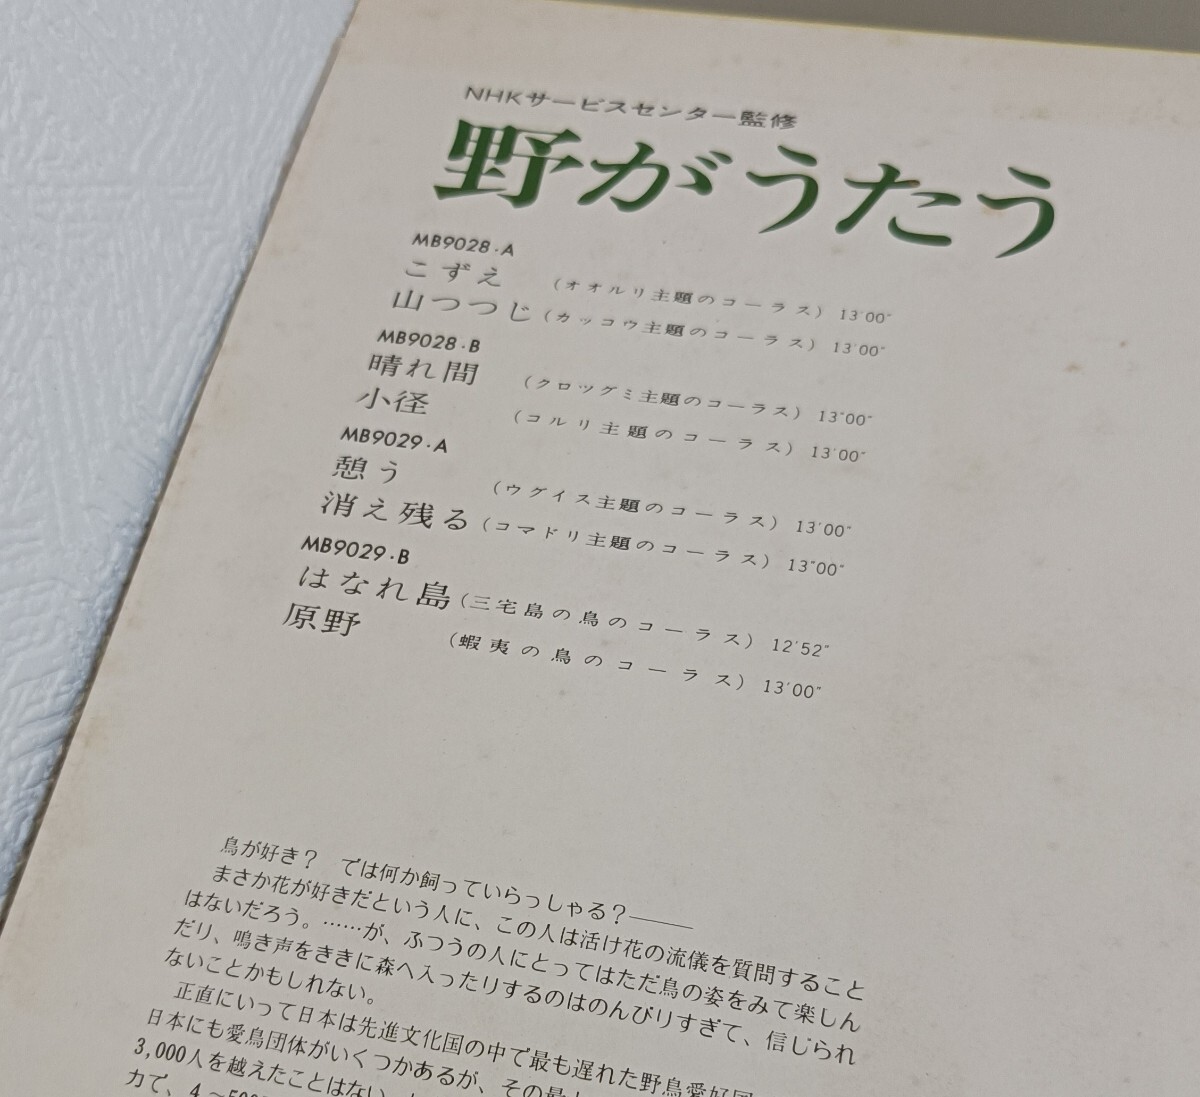 NHKサービスセンター監修
野がうたう
MB9028・A
こずえ (オオルリ主題のコーラス) 13′00″
山つつじ (カッコウ主題のコーラス) 13′00″
MB9028・B
晴れ間 (クロツグミ主題のコーラス) 13″00″
小径 (コルリ主題のコーラス) 13′00″
MB9029・A
憩う (ウグイス主題のコーラス) 13′00″
消え残る (コマドリ主題のコーラス) 13″00″
MB9029・B
はなれ島 (三宅島の鳥のコーラス) 12′52″
原野 (蝦夷の鳥のコーラス) 13′00″
鳥が好き？　では何か飼っていらっしゃる？――
まさか花が好きだという人に、この人は活け花の流儀を質問すること
はないだろう。……が、ふつうの人にとってはただ鳥の姿をみて楽しん
だり、鳴き声をききに森へ入ったりするのはのんびりすぎて、信じられ
ないことかもしれない。
正直にいって日本は先進文化国の中で最も遅れた野鳥愛好国
日本にも愛鳥団体がいくつかあるが、その最
3,000人を越えたことはない。
力で、4〜500